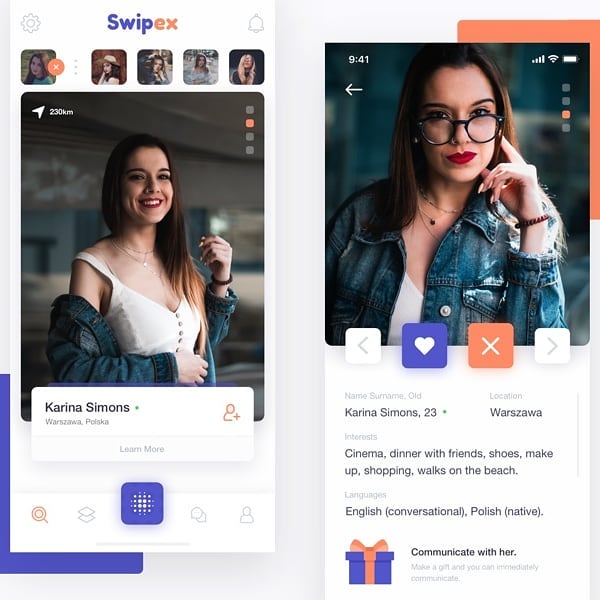 Swipex
230km
Karina Simons
Warszawa, Polska
Learn More
9:41
Name Surname, Old
Location
Karina Simons, 23
Warszawa
Interests
Cinema, dinner with friends, shoes, make
up, shopping, walks on the beach.
Languages
English (conversational), Polish (native).
Communicate with her.
Make a gift and you can immediately
communicate.